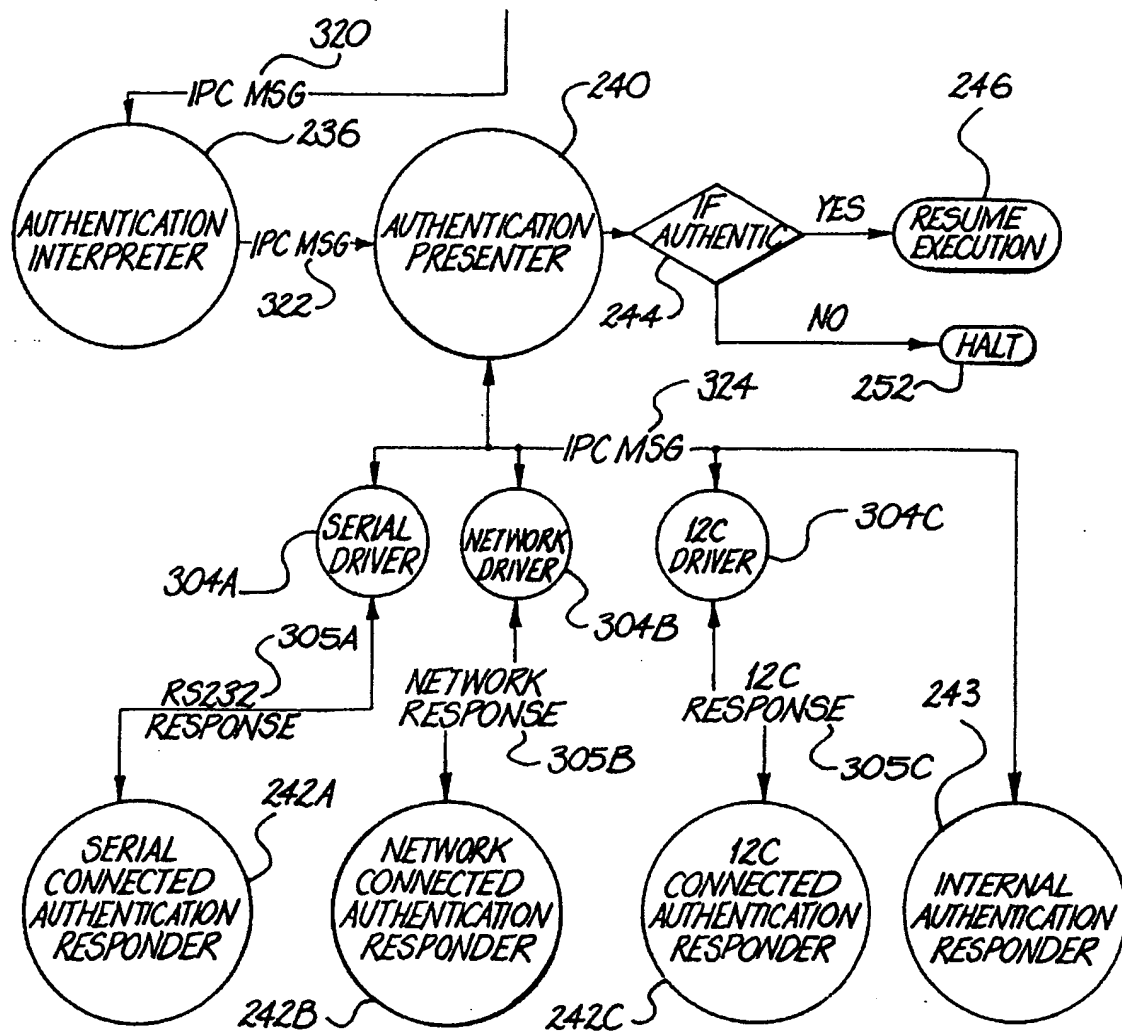 320
IPC MSG
236
240
246
AUTHENTICATION
INTERPRETER
IPC MSG
322
AUTHENTICATION
PRESENTER
IF
AUTHENTIC
244
YES
RESUME
EXECUTION
NO
HALT
252
324
IPC MSG
SERIAL
DRIVER
304A
NETWORK
DRIVER
304B
12C
DRIVER
304C
305A
RS232
RESPONSE
NETWORK
RESPONSE
305B
12C
RESPONSE
305C
243
242A
SERIAL
CONNECTED
AUTHENTICATION
RESPONDER
NETWORK
CONNECTED
AUTHENTICATION
RESPONDER
242B
12C
CONNECTED
AUTHENTICATION
RESPONDER
242C
INTERNAL
AUTHENTICATION
RESPONDER